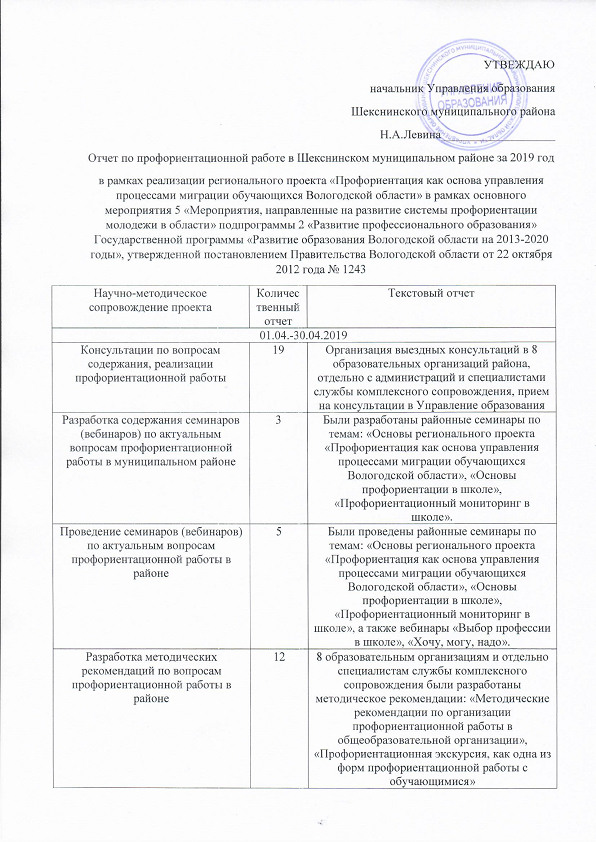 УТВЕРЖДАЮ
начальник Управления образования
Шекснинского муниципального района
Н.А.Левина
УПРАВЛЕНИЕ
ОБРАЗОВАНИЯ
Отчет по профориентационной работе в Шекснинском муниципальном районе за 2019 год
в рамках реализации регионального проекта «Профориентация как основа управления
процессами миграции обучающихся Вологодской области» в рамках основного
мероприятия 5 «Мероприятия, направленные на развитие системы профориентации
молодежи в области» подпрограммы 2 «Развитие профессионального образования»
Государственной программы «Развитие образования Вологодской области на 2013-2020
годы», утвержденной постановлением Правительства Вологодской области от 22 октября
2012 года № 1243
Научно-методическое
сопровождение проекта
Количес
твенный
отчет
Текстовый отчет
01.04.-30.04.2019
Консультации по вопросам
содержания, реализации
профориентационной работы
19
Организация выездных консультаций в 8
образовательных организаций района,
отдельно с администраций и специалистами
службы комплексного сопровождения, прием
на консультации в Управление образования
Разработка содержания семинаров
(вебинаров) по актуальным
вопросам профориентационной
работы в муниципальном районе
3
Были разработаны районные семинары по
темам: «Основы регионального проекта
«Профориентация как основа управления
процессами миграции обучающихся
Вологодской области», «Основы
профориентации в школе»,
«Профориентационный мониторинг в
школе».
Проведение семинаров (вебинаров)
по актуальным вопросам
профориентационной работы в
районе
5
Были проведены районные семинары по
темам: «Основы регионального проекта
«Профориентация как основа управления
процессами миграции обучающихся
Вологодской области», «Основы
профориентации в школе»,
«Профориентационный мониторинг в
школе», а также вебинары «Выбор профессии
в школе», «Хочу, могу, надо».
Разработка методических
рекомендаций по вопросам
профориентационной работы в
районе
12
8 образовательным организациям и отдельно
специалистам службы комплексного
сопровождения были разработаны
методическое рекомендации: «Методические
рекомендации по организации
профориентационной работы в
общеобразовательной организации»,
«Профориентационная экскурсия, как одна из
форм профориентационной работы с
обучающимися»